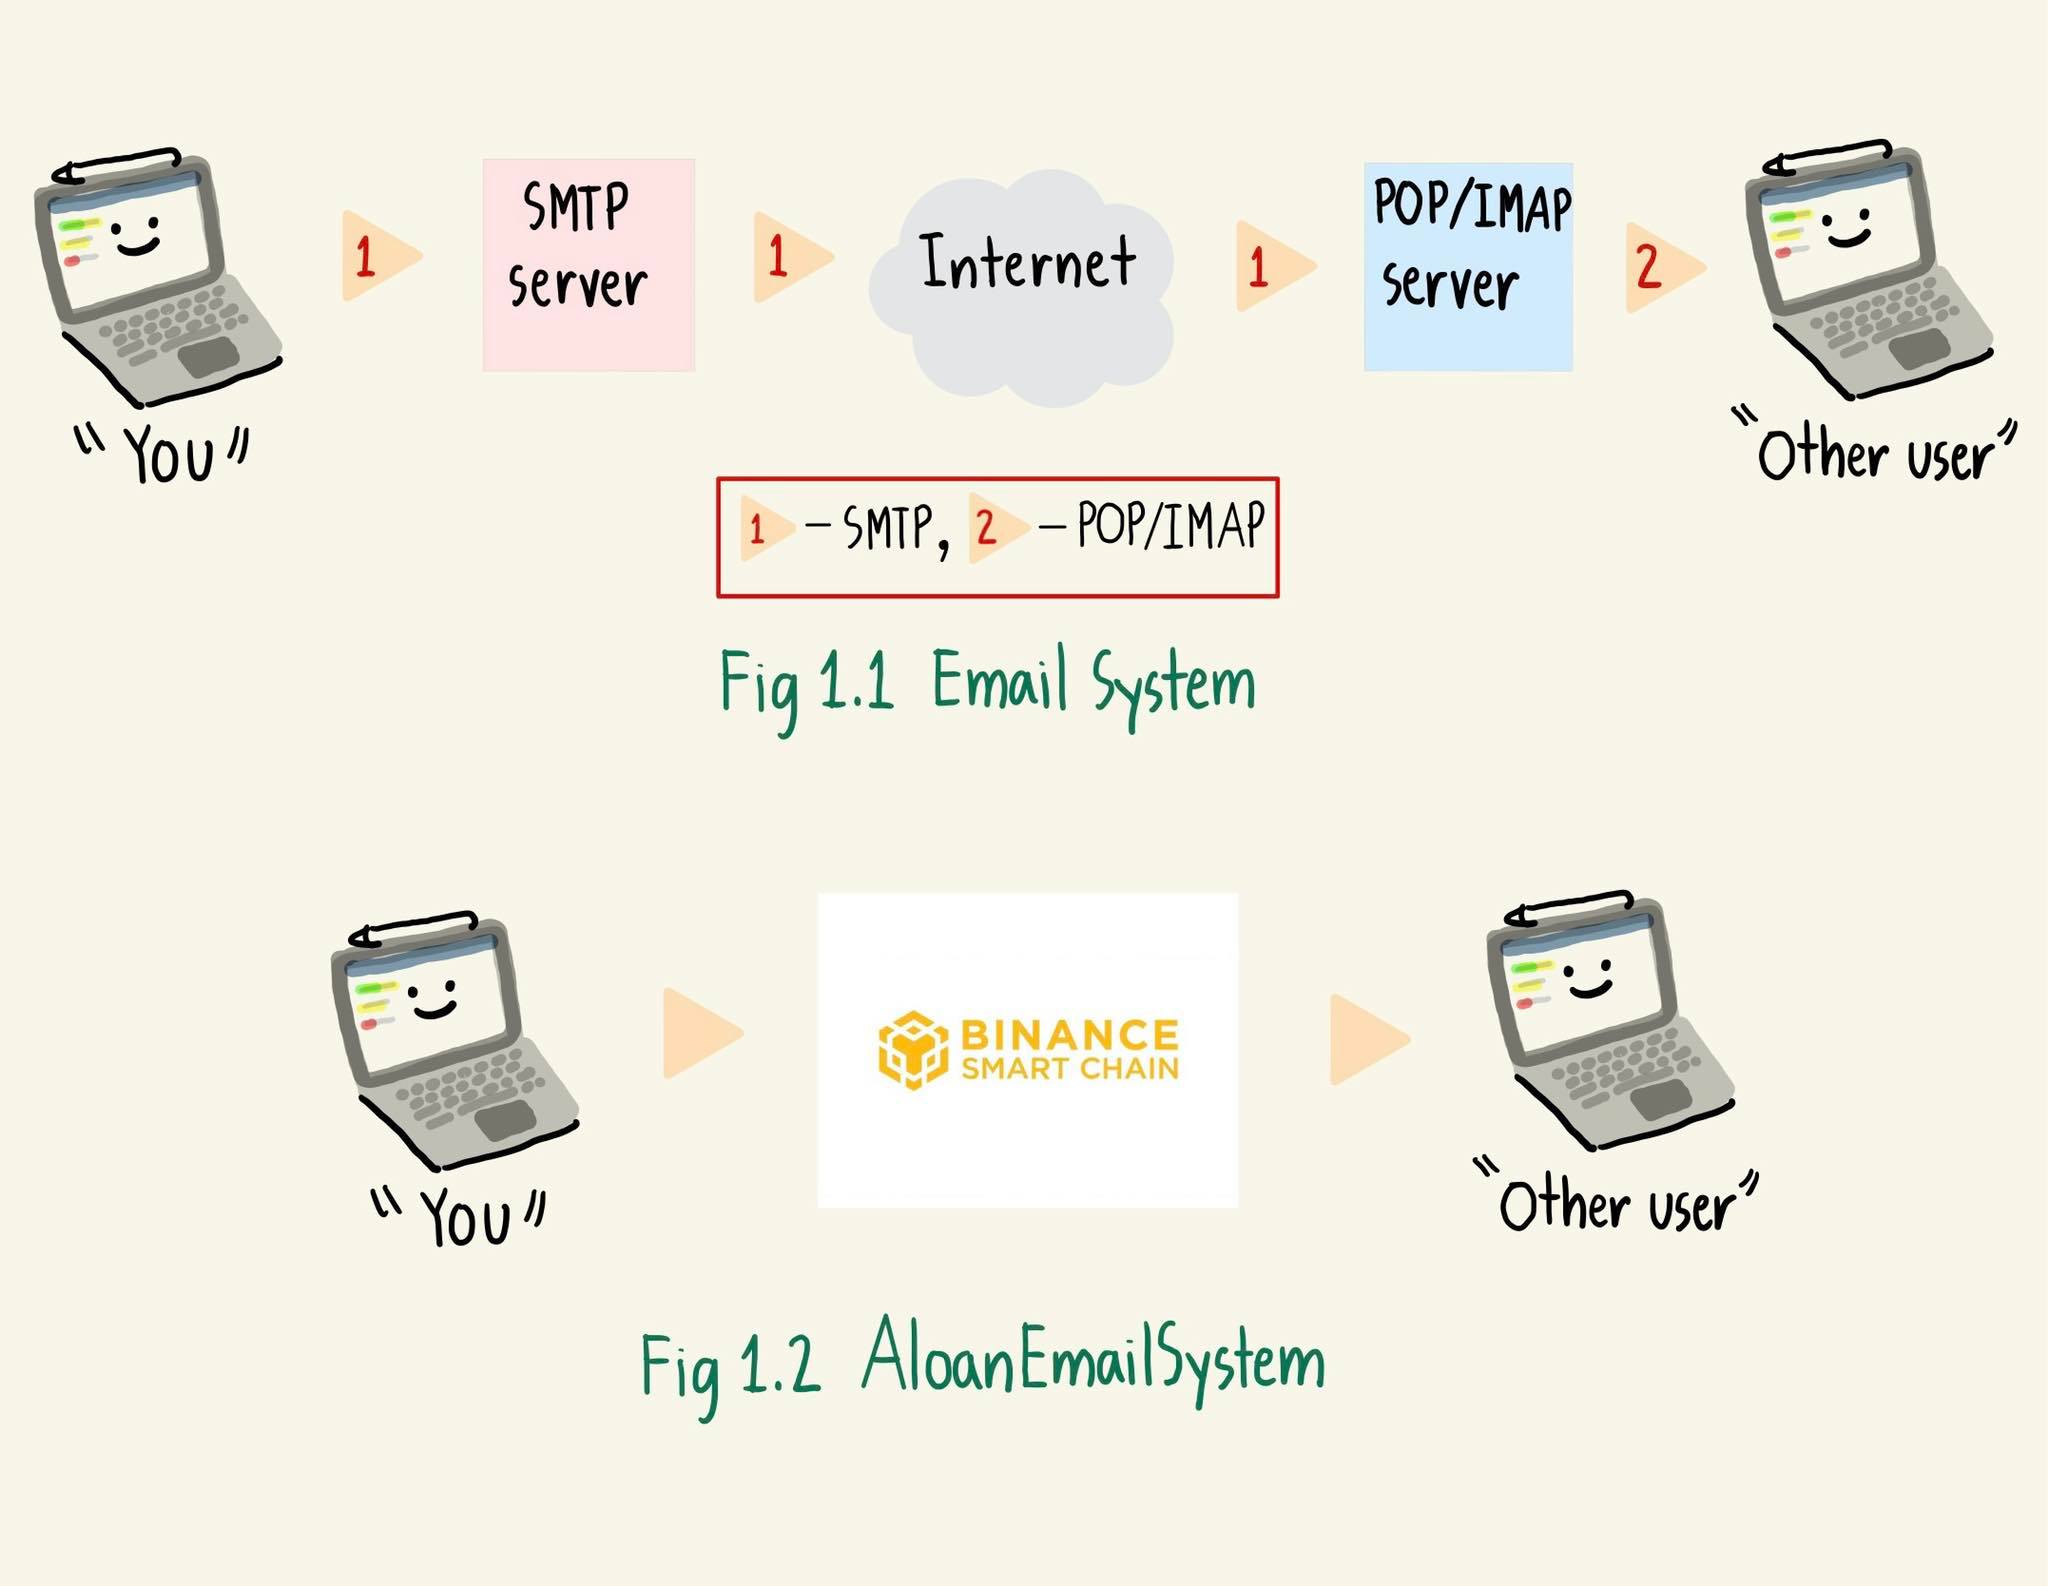 1
SMTP
server
1
Internet
1
POP/IMAP
server
2
"You"
"Other user"
1 - SMTP, 2 - POP/IMAP
Fig 1.1 Email System
BINANCE
SMART CHAIN
"You"
"Other user"
Fig 1.2 AloanEmailSystem